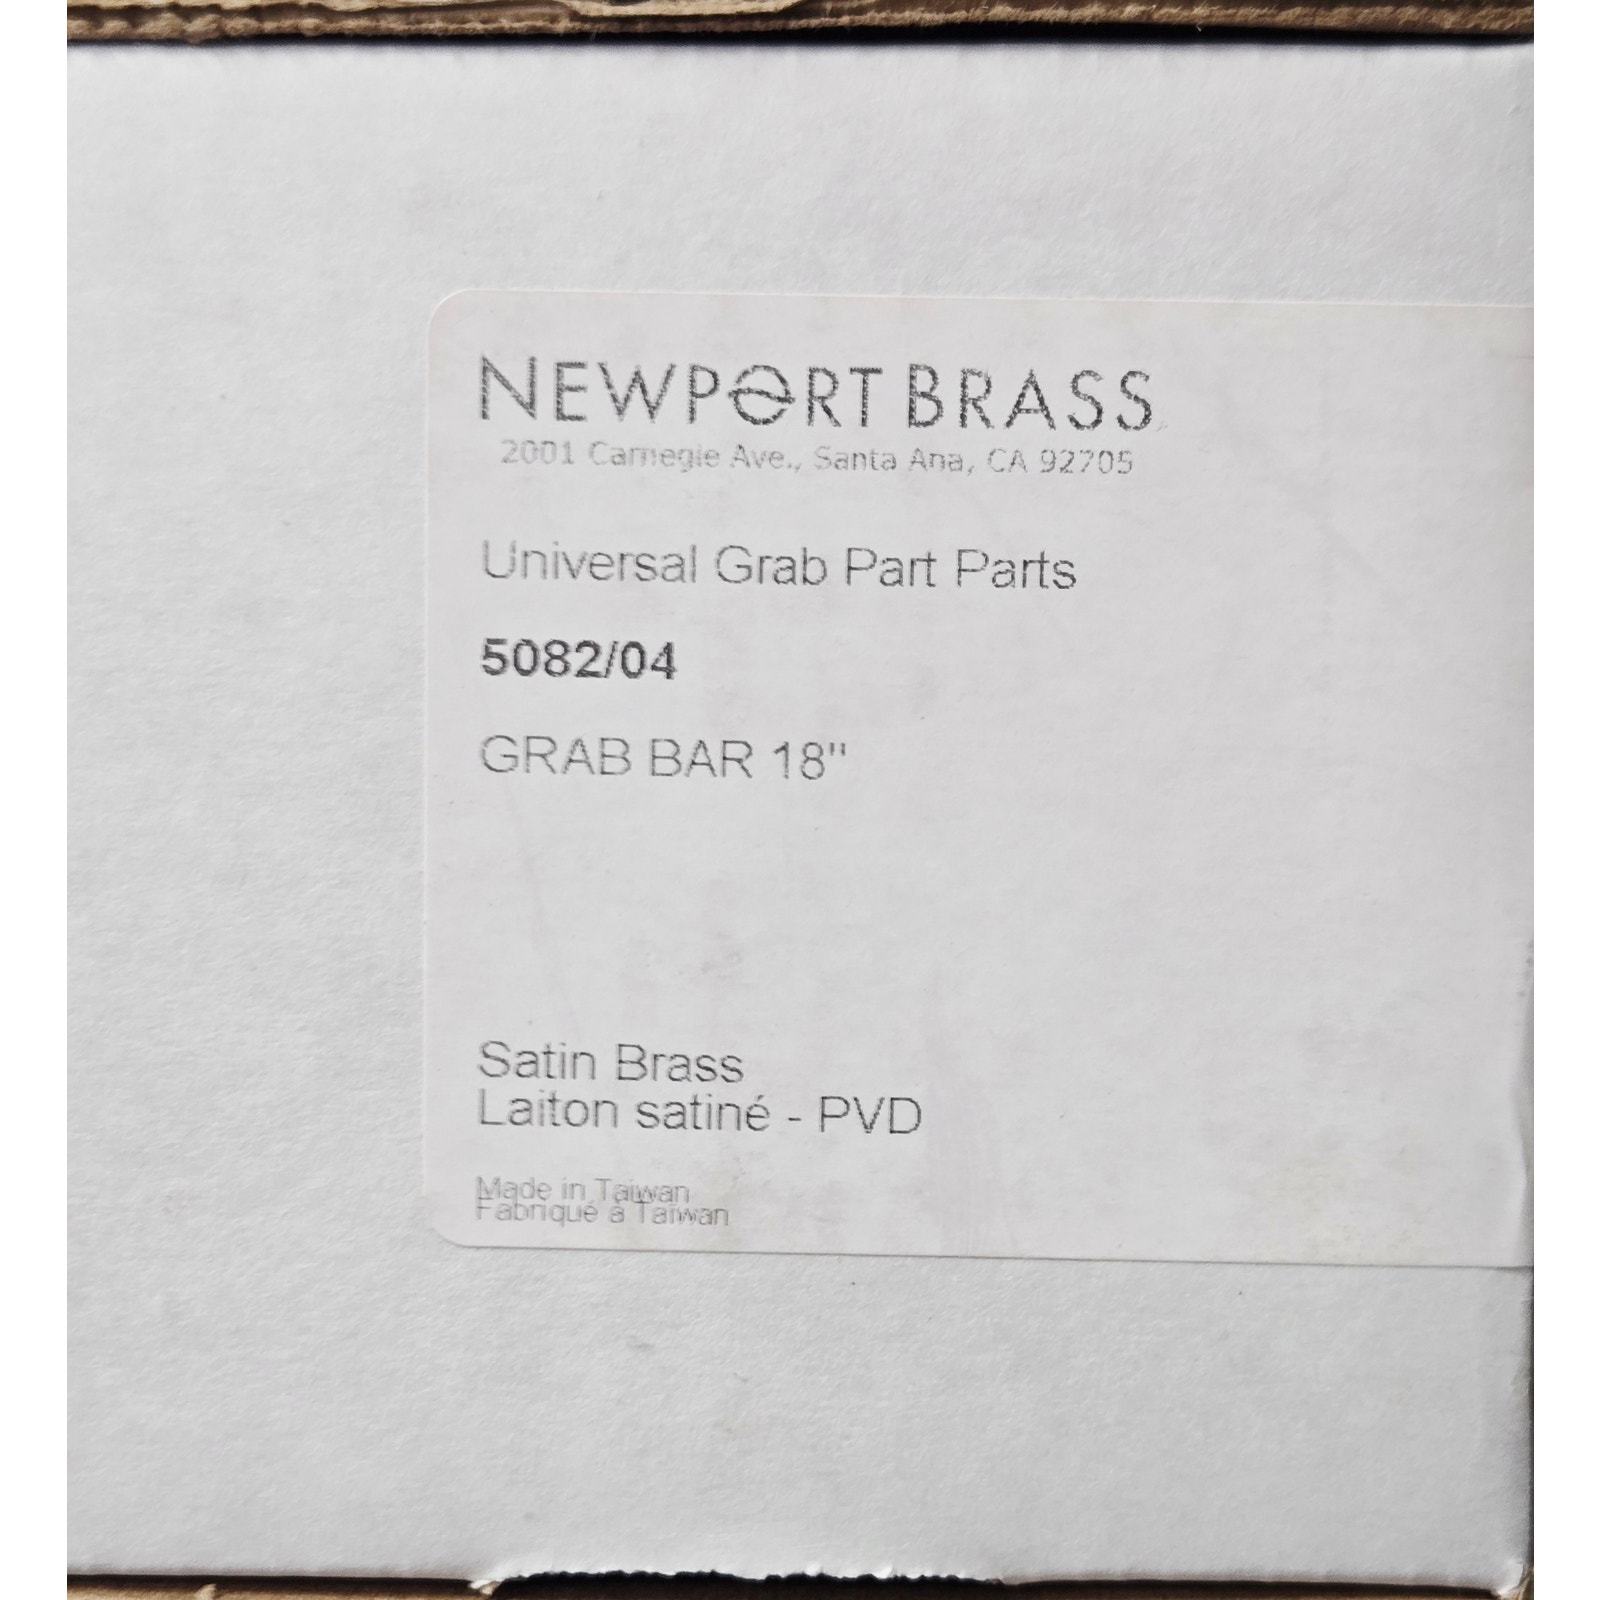 NEWPORT BRASS
2001 Carnegie Ave., Santa Ana, CA 92705
Universal Grab Part Parts
5082/04
GRAB BAR 18"
Satin Brass
Laiton satiné - PVD
Made in Taiwan
Fabriqué à Taiwan